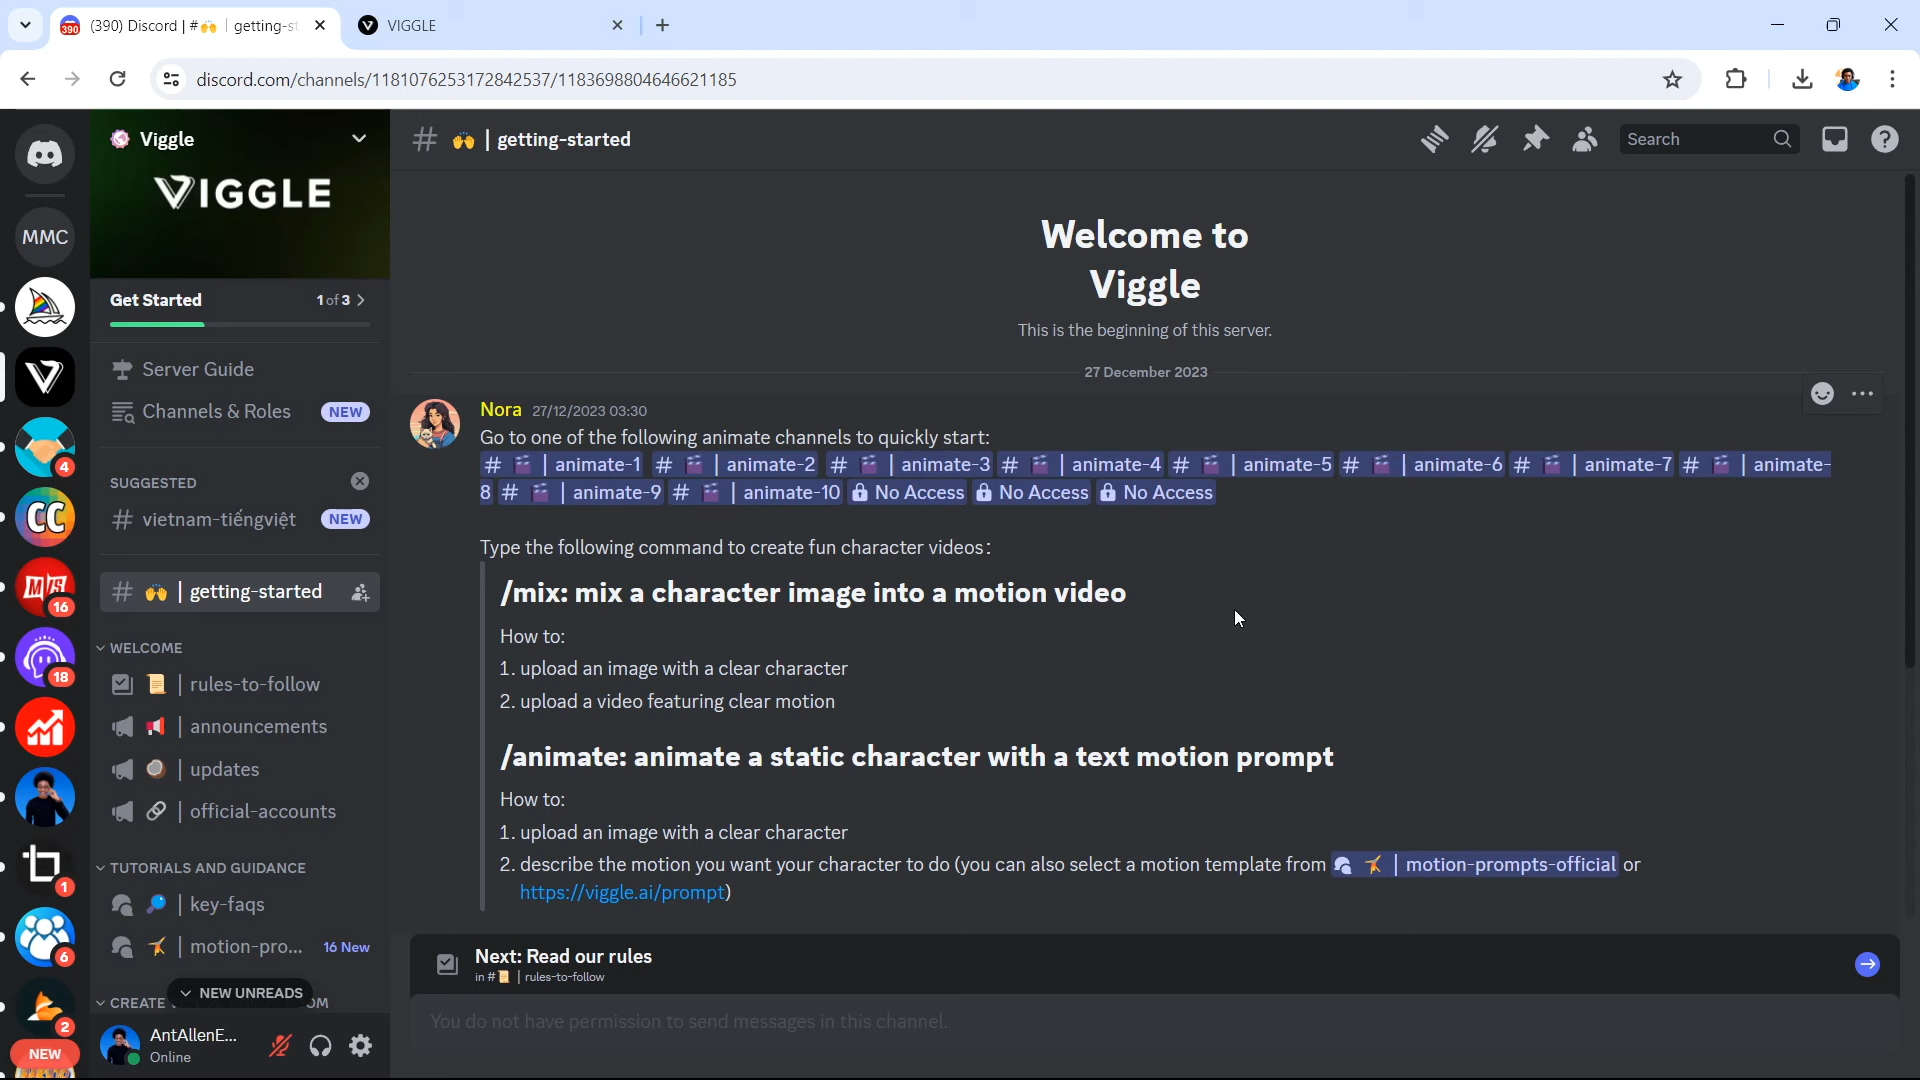 390
(390) Discord | #🙌 | getting-st
VIGGLE
discord.com/channels/1181076253172842537/1183698804646621185
Viggle
VIGGLE
# 🙌 | getting-started
Search
MMC
Get Started 1 of 3
Server Guide
Channels & Roles NEW
SUGGESTED
# vietnam-tiếngviệt NEW
# 🙌 | getting-started
WELCOME
📜 | rules-to-follow
📢 | announcements
🥥 | updates
🔗 | official-accounts
TUTORIALS AND GUIDANCE
🔎 | key-faqs
🤸 | motion-pro... 16 New
CREATE
OM
NEW UNREADS
AntAllenE...
Online
4
CC
16
18
1
6
2
NEW
Welcome to
Viggle
This is the beginning of this server.
27 December 2023
Nora 27/12/2023 03:30
Go to one of the following animate channels to quickly start:
# 🎬 | animate-1 # 🎬 | animate-2 # 🎬 | animate-3 # 🎬 | animate-4 # 🎬 | animate-5 # 🎬 | animate-6 # 🎬 | animate-7 # 🎬 | animate-
8 # 🎬 | animate-9 # 🎬 | animate-10 No Access No Access No Access
Type the following command to create fun character videos:
/mix: mix a character image into a motion video
How to:
1. upload an image with a clear character
2. upload a video featuring clear motion
/animate: animate a static character with a text motion prompt
How to:
1. upload an image with a clear character
2. describe the motion you want your character to do (you can also select a motion template from 🤸 | motion-prompts-official or
https://viggle.ai/prompt)
Next: Read our rules
in #📜 | rules-to-follow
You do not have permission to send messages in this channel.